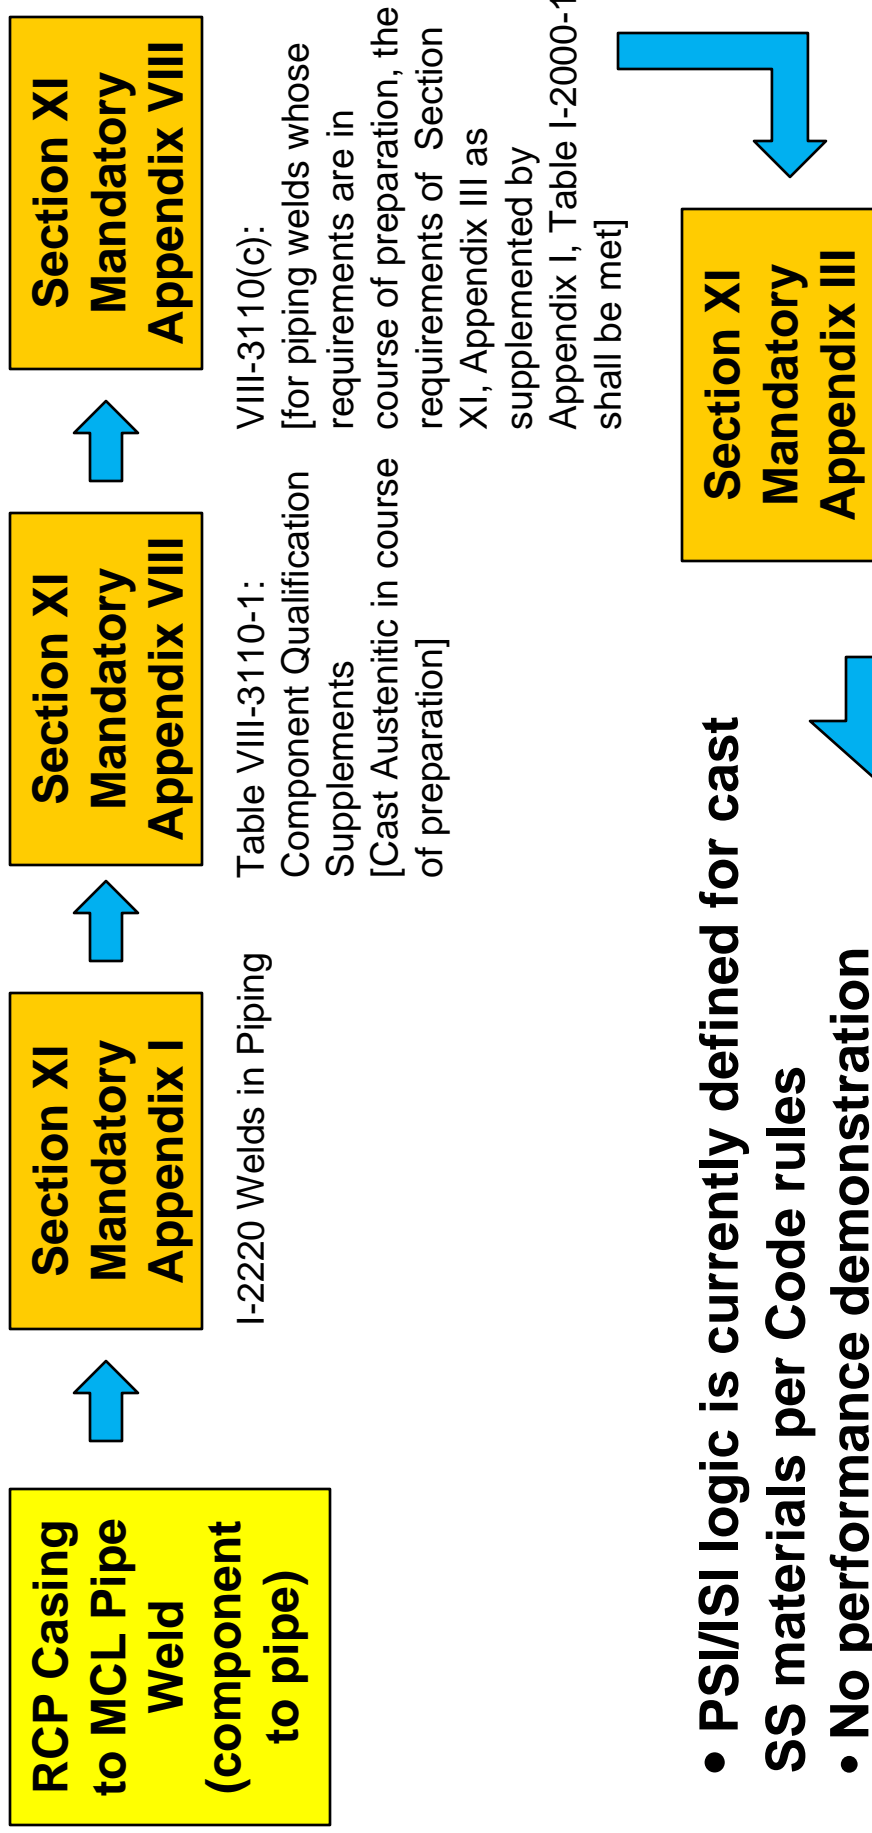 RCP Casing
to MCL Pipe
Weld
(component
to pipe)
Section XI
Mandatory
Appendix I
I-2220 Welds in Piping
Section XI
Mandatory
Appendix VIII
Table VIII-3110-1:
Component Qualification
Supplements
[Cast Austenitic in course
of preparation]
Section XI
Mandatory
Appendix VIII
VIII-3110(c):
[for piping welds whose
requirements are in
course of preparation, the
requirements of Section
XI, Appendix III as
supplemented by
Appendix I, Table I-2000-1
shall be met]
Section XI
Mandatory
Appendix III
• PSI/ISI logic is currently defined for cast
SS materials per Code rules
• No performance demonstration